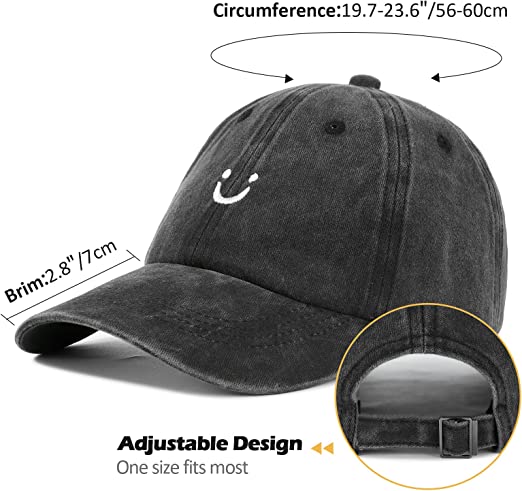 Circumference:19.7-23.6"/56-60cm
Brim:2.8"/7cm
Adjustable Design
One size fits most